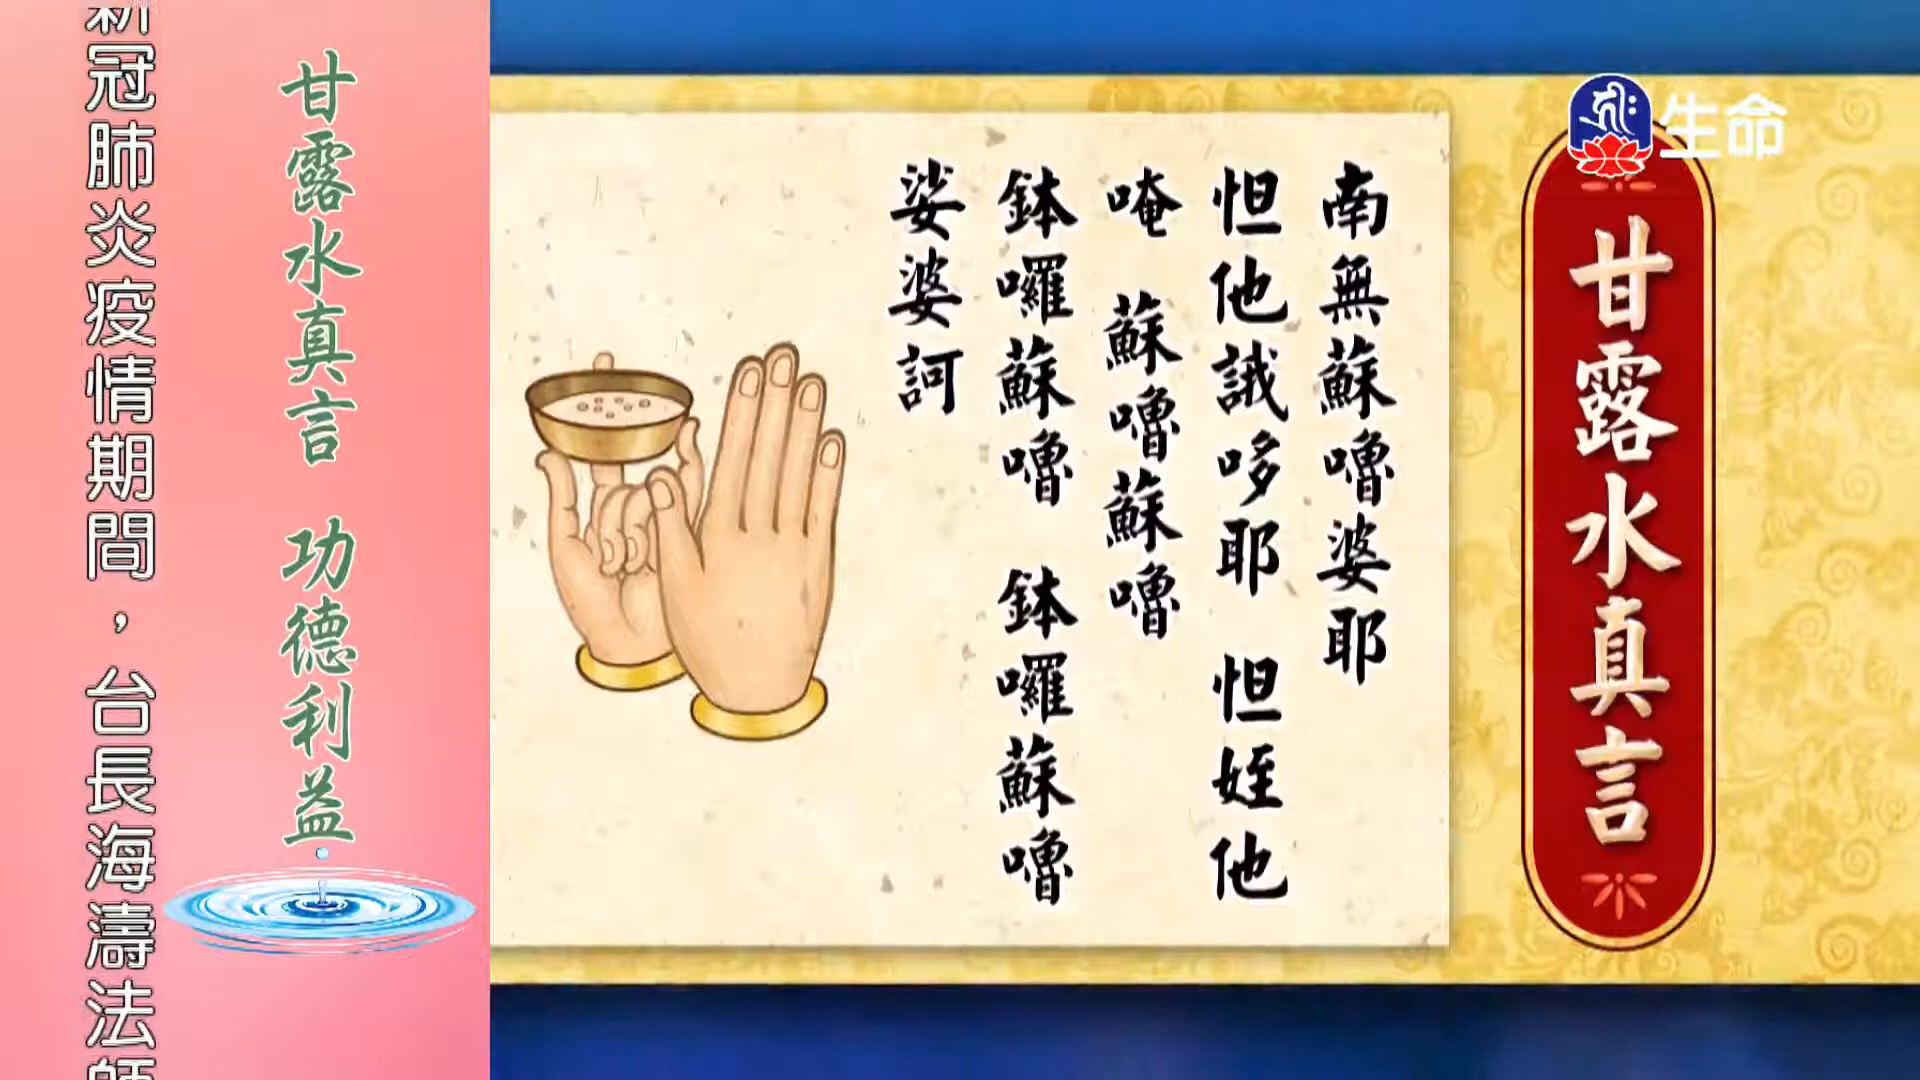 生命
甘露水真言
南無蘇嚕婆耶
怛他誐哆耶 怛姪他
唵 蘇嚕蘇嚕
鉢囉蘇嚕 鉢囉蘇嚕
娑婆訶
甘露水真言 功德利益
新冠肺炎疫情期間，台長海濤法師